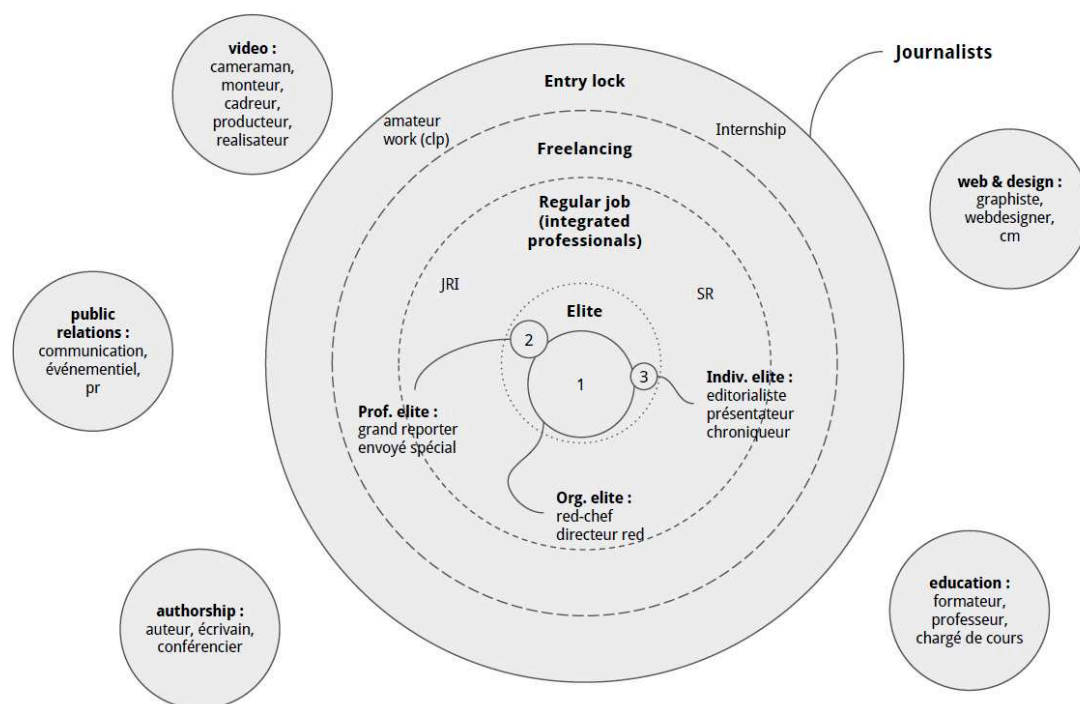 video :
cameraman,
monteur,
cadreur,
producteur,
realisateur
Journalists
Entry lock
amateur
work (clp)
Internship
Freelancing
web & design :
graphiste,
webdesigner,
cm
Regular job
(integrated
professionals)
JRI
SR
public
relations :
communication,
événementiel,
pr
Elite
2
1
3
Indiv. elite :
editorialiste
présentateur
chroniqueur
Prof. elite :
grand reporter
envoyé spécial
Org. elite :
red-chef
directeur red
authorship :
auteur, écrivain,
conférencier
education :
formateur,
professeur,
chargé de cours